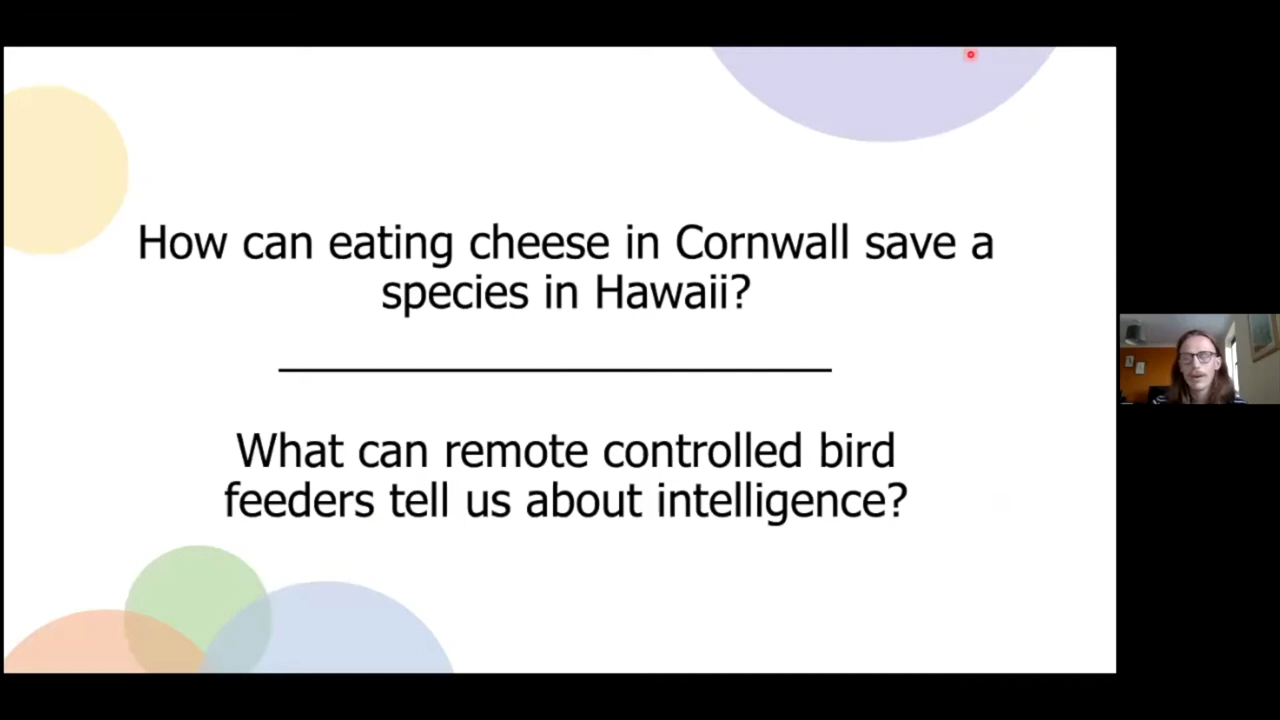 How can eating cheese in Cornwall save a
species in Hawaii?
What can remote controlled bird
feeders tell us about intelligence?